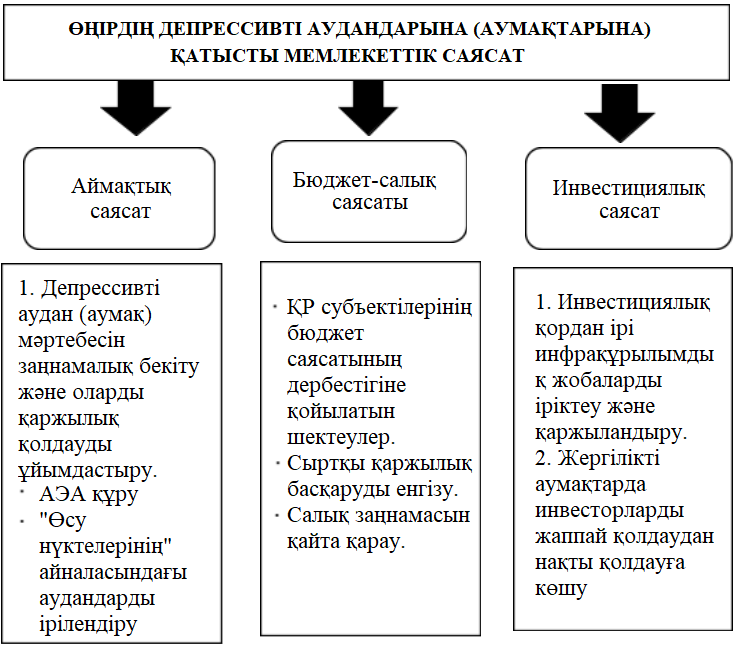 ӨҢІРДІҢ ДЕПРЕССИВТІ АУДАНДАРЫНА (АУМАҚТАРЫНА)
ҚАТЫСТЫ МЕМЛЕКЕТТІК САЯСАТ
Аймақтық
саясат
Бюджет-салық
саясаты
Инвестициялық
саясат
1. Депрессивті
аудан (аумақ)
мәртебесін
заңнамалық бекіту
және оларды
қаржылық
қолдауды
ұйымдастыру.
• АЭА құру
• "Өсу
нүктелерінің"
айналасындағы
аудандарды
ірілендіру
• ҚР субъектілерінің
бюджет
саясатының
дербестігіне
қойылатын
шектеулер.
• Сыртқы қаржылық
басқаруды енгізу.
• Салық заңнамасын
қайта қарау.
1. Инвестициялық
қордан ірі
инфрақұрылымды
қ жобаларды
іріктеу және
қаржыландыру.
2. Жергілікті
аумақтарда
инвесторларды
жаппай қолдаудан
нақты қолдауға
көшу